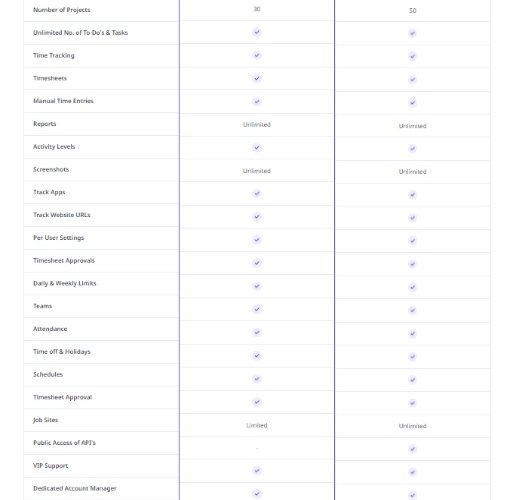 Number of Projects 30 50
Unlimited No. of To-Do's & Tasks
Time Tracking
Timesheets
Manual Time Entries
Reports Unlimited Unlimited
Activity Levels
Screenshots Unlimited Unlimited
Track Apps
Track Website URLs
Per User Settings
Timesheet Approvals
Daily & Weekly Limits
Teams
Attendance
Time off & Holidays
Schedules
Timesheet Approval
Job Sites Limited Unlimited
Public Access of API's -
VIP Support
Dedicated Account Manager